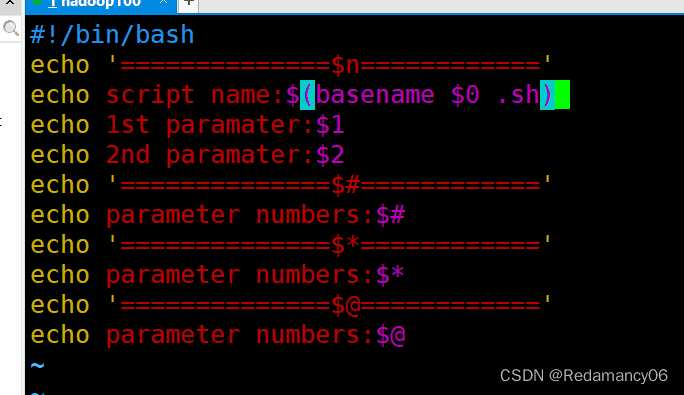 1 hadoop100
#!/bin/bash
echo '==============$n============'
echo script name:$(basename $0 .sh)
echo 1st paramater:$1
echo 2nd paramater:$2
echo '==============$#============'
echo parameter numbers:$#
echo '==============$*============'
echo parameter numbers:$*
echo '==============$@============'
echo parameter numbers:$@
~
~
CSDN @Redamancy06